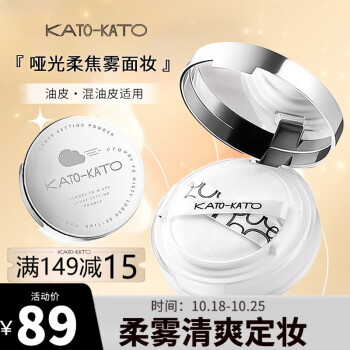 KATO-KATO
『 哑光柔焦雾面妆 』
油皮·混油皮适用
KATO-KATO
KATO-KATO
KATO-KATO
满149减15
活动价
¥89
时间：10.18-10.25
柔雾清爽定妆